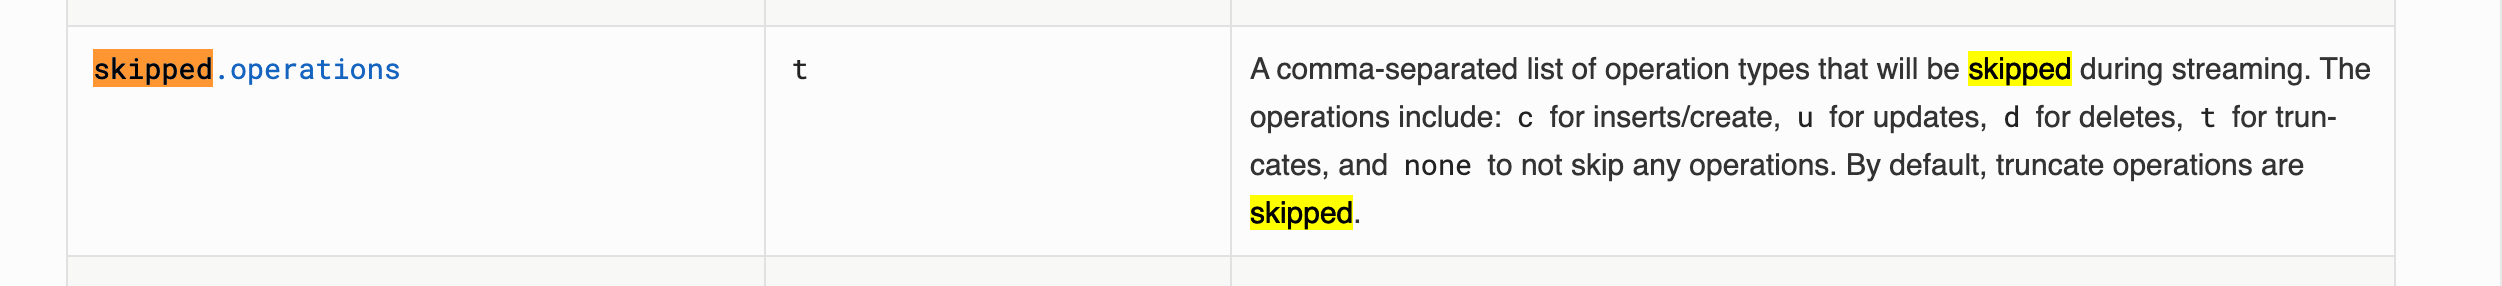 skipped.operations
t
A comma-separated list of operation types that will be skipped during streaming. The
operations include: c for inserts/create, u for updates, d for deletes, t for trun-
cates, and none to not skip any operations. By default, truncate operations are
skipped.